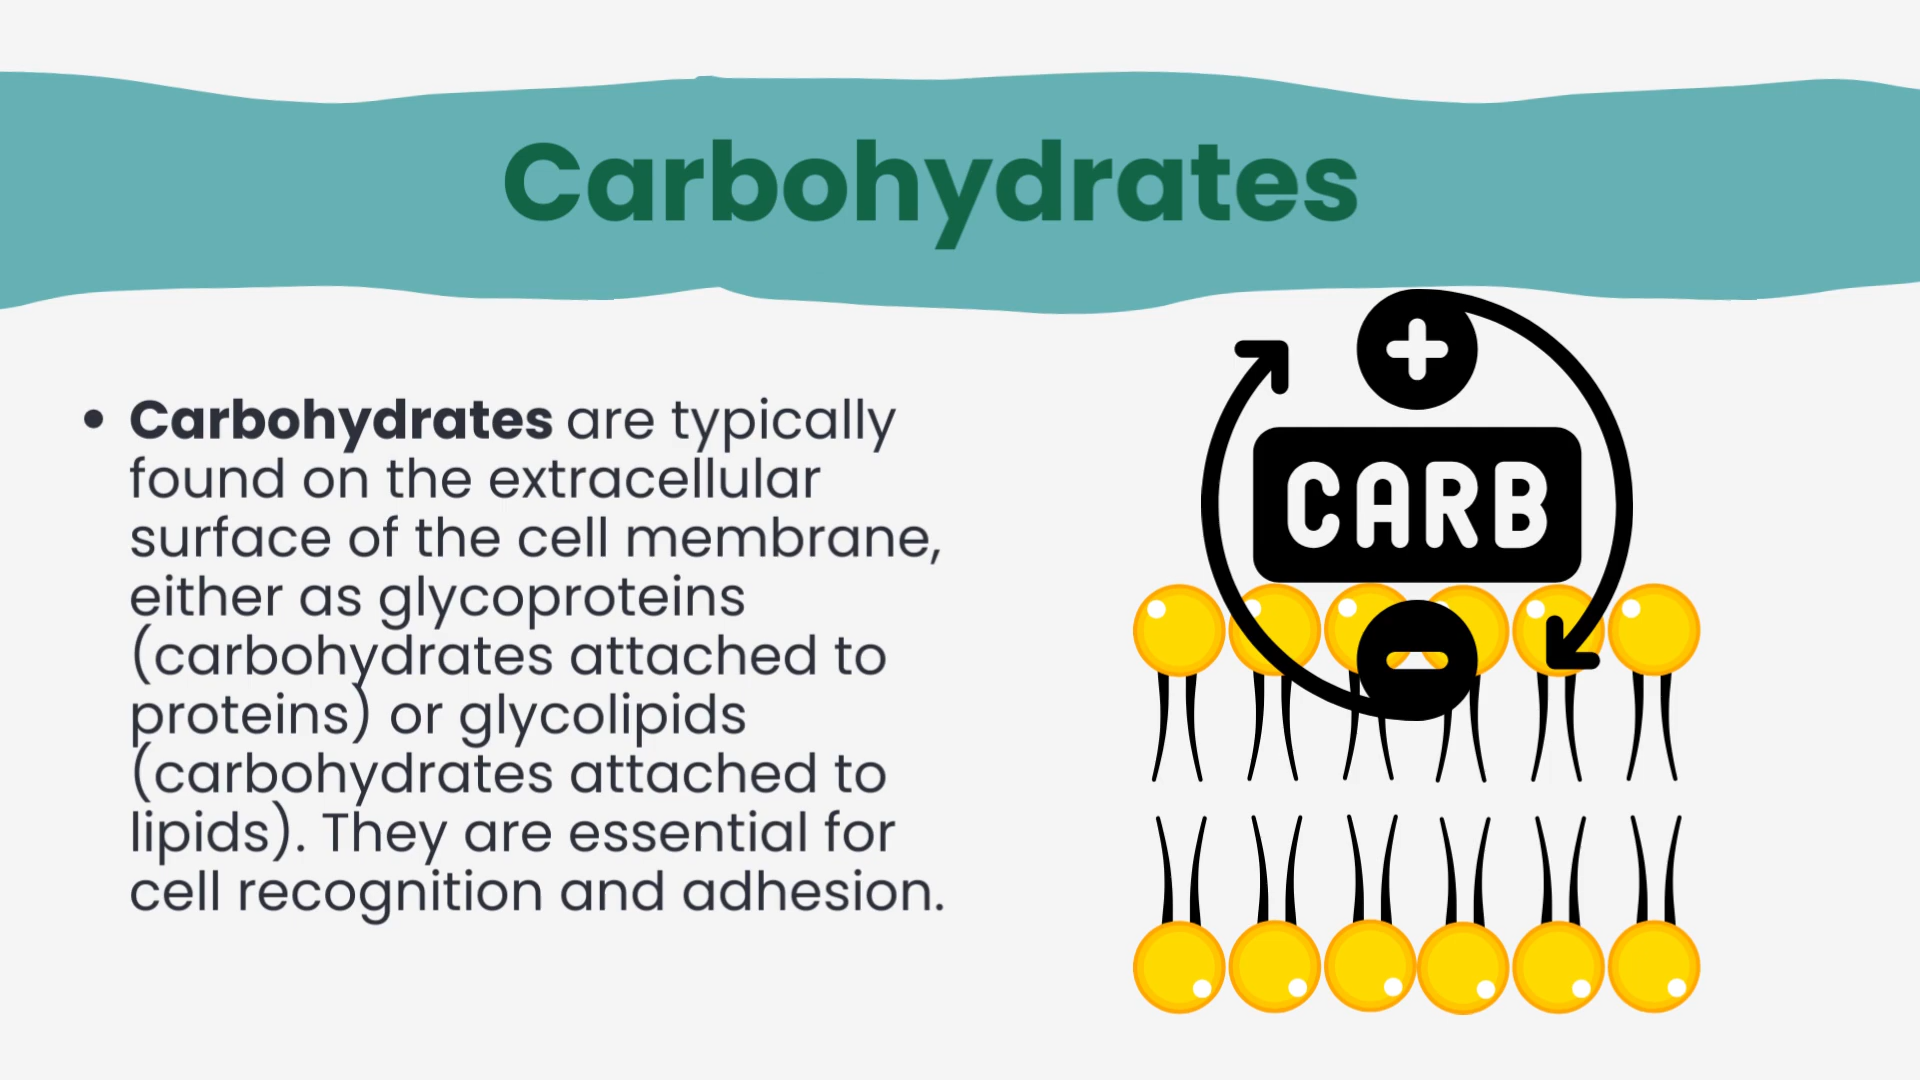 Carbohydrates
• Carbohydrates are typically
found on the extracellular
surface of the cell membrane,
either as glycoproteins
(carbohydrates attached to
proteins) or glycolipids
(carbohydrates attached to
lipids). They are essential for
cell recognition and adhesion.
+
CARB
-